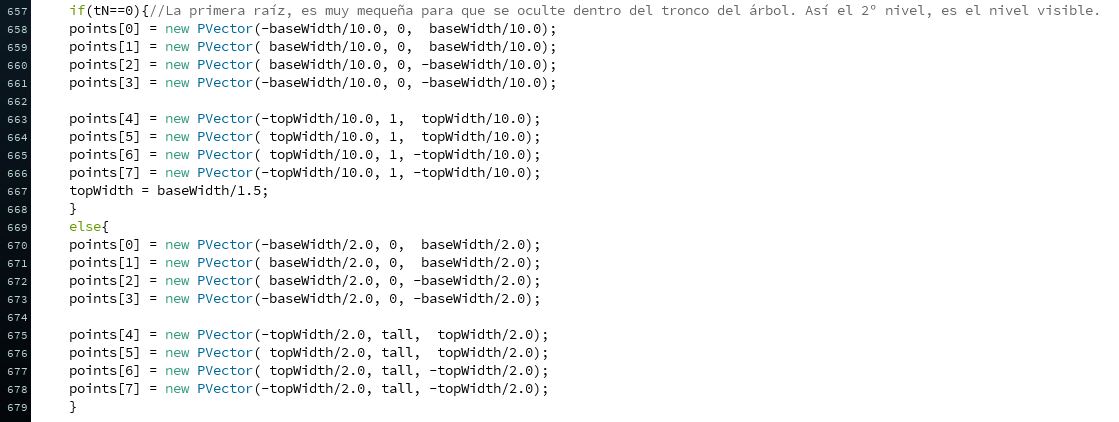 657 if(tN==0){//La primera raíz, es muy mequeña para que se oculte dentro del tronco del árbol. Así el 2º nivel, es el nivel visible.
658 points[0] = new PVector(-baseWidth/10.0, 0,  baseWidth/10.0);
659 points[1] = new PVector( baseWidth/10.0, 0,  baseWidth/10.0);
660 points[2] = new PVector( baseWidth/10.0, 0, -baseWidth/10.0);
661 points[3] = new PVector(-baseWidth/10.0, 0, -baseWidth/10.0);
662
663 points[4] = new PVector(-topWidth/10.0, 1,  topWidth/10.0);
664 points[5] = new PVector( topWidth/10.0, 1,  topWidth/10.0);
665 points[6] = new PVector( topWidth/10.0, 1, -topWidth/10.0);
666 points[7] = new PVector(-topWidth/10.0, 1, -topWidth/10.0);
667 topWidth = baseWidth/1.5;
668 }
669 else{
670 points[0] = new PVector(-baseWidth/2.0, 0,  baseWidth/2.0);
671 points[1] = new PVector( baseWidth/2.0, 0,  baseWidth/2.0);
672 points[2] = new PVector( baseWidth/2.0, 0, -baseWidth/2.0);
673 points[3] = new PVector(-baseWidth/2.0, 0, -baseWidth/2.0);
674
675 points[4] = new PVector(-topWidth/2.0, tall,  topWidth/2.0);
676 points[5] = new PVector( topWidth/2.0, tall,  topWidth/2.0);
677 points[6] = new PVector( topWidth/2.0, tall, -topWidth/2.0);
678 points[7] = new PVector(-topWidth/2.0, tall, -topWidth/2.0);
679 }